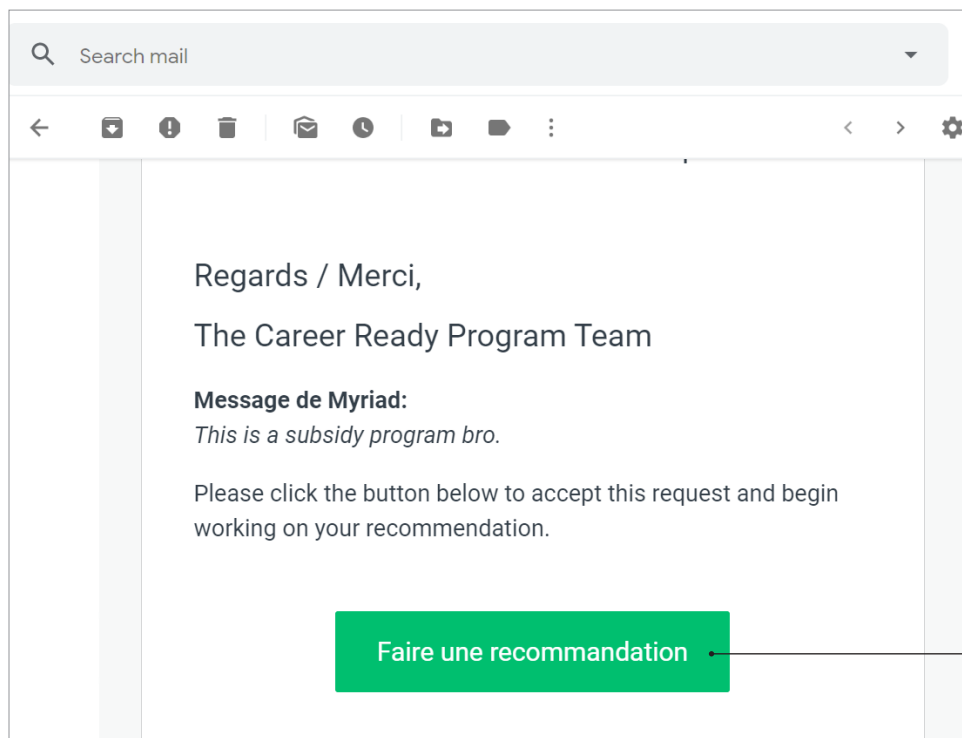 Search mail
Regards / Merci,
The Career Ready Program Team
Message de Myriad:
This is a subsidy program bro.
Please click the button below to accept this request and begin
working on your recommendation.
Faire une recommandation